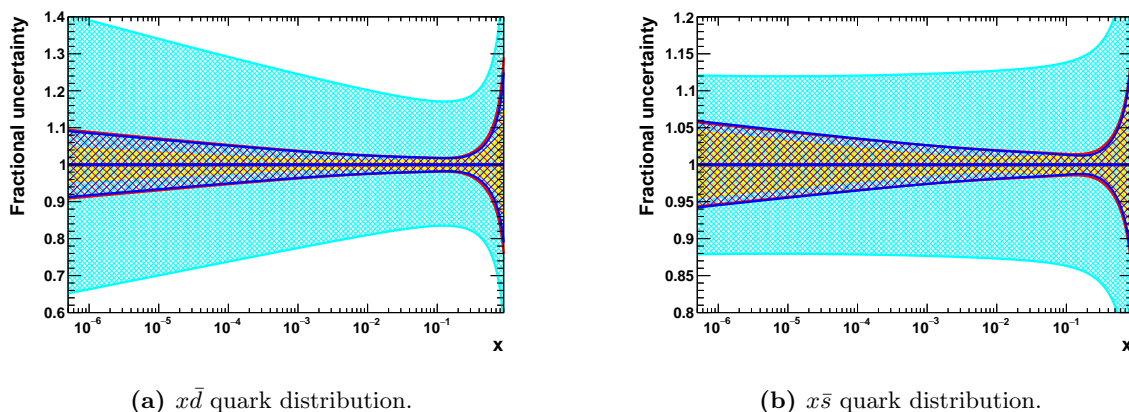 Fractional uncertainty
1.4
1.3
1.2
1.1
1
0.9
0.8
0.7
0.6
10⁻⁶ 10⁻⁵ 10⁻⁴ 10⁻³ 10⁻² 10⁻¹
x
(a) xd̄ quark distribution.
Fractional uncertainty
1.2
1.15
1.1
1.05
1
0.95
0.9
0.85
0.8
10⁻⁶ 10⁻⁵ 10⁻⁴ 10⁻³ 10⁻² 10⁻¹
x
(b) xs̄ quark distribution.